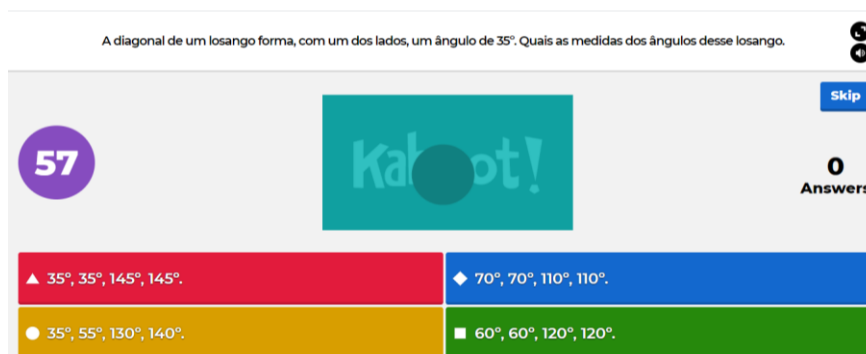 A diagonal de um losango forma, com um dos lados, um ângulo de 35º. Quais as medidas dos ângulos desse losango.
Skip
57
Kahoot!
0
Answers
35º, 35º, 145º, 145º.
70º, 70º, 110º, 110º.
35º, 55º, 130º, 140º.
60º, 60º, 120º, 120º.